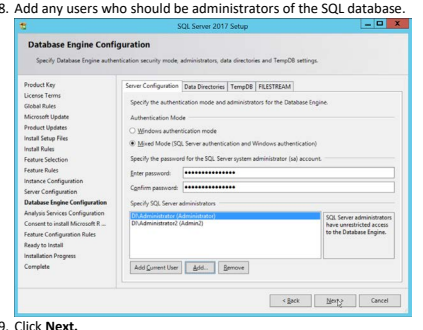 8. Add any users who should be administrators of the SQL database.
SQL Server 2017 Setup
Database Engine Configuration
Specify Database Engine authentication security mode, administrators, data directories and TempDB settings.
Product Key
License Terms
Global Rules
Microsoft Update
Product Updates
Install Setup Files
Install Rules
Feature Selection
Feature Rules
Instance Configuration
Server Configuration
Database Engine Configuration
Analysis Services Configuration
Consent to install Microsoft R ...
Feature Configuration Rules
Ready to Install
Installation Progress
Complete
Server Configuration Data Directories TempDB FILESTREAM
Specify the authentication mode and administrators for the Database Engine.
Authentication Mode
Windows authentication mode
Mixed Mode (SQL Server authentication and Windows authentication)
Specify the password for the SQL Server system administrator (sa) account.
Enter password: •••••••••••••••
Confirm password: •••••••••••••••
Specify SQL Server administrators
DI\Administrator (Administrator)
DI\Administrator2 (Admin2)
SQL Server administrators
have unrestricted access
to the Database Engine.
Add Current User Add... Remove
< Back Next > Cancel
9. Click Next.